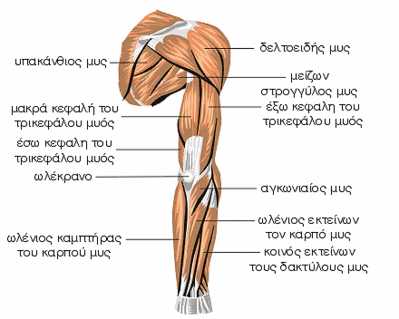 υπακάνθιος μυς
μακρά κεφαλή του
τρικεφάλου μυός
έσω κεφαλη του
τρικεφάλου μυός
ωλέκρανο
ωλένιος καμπτήρας
του καρπού μυς
δελτοειδής μυς
μείζων
στρογγύλος μυς
έξω κεφαλη του
τρικεφάλου μυός
αγκωνιαίος μυς
ωλένιος εκτείνων
τον καρπό μυς
κοινός εκτείνων
τους δακτύλους μυς